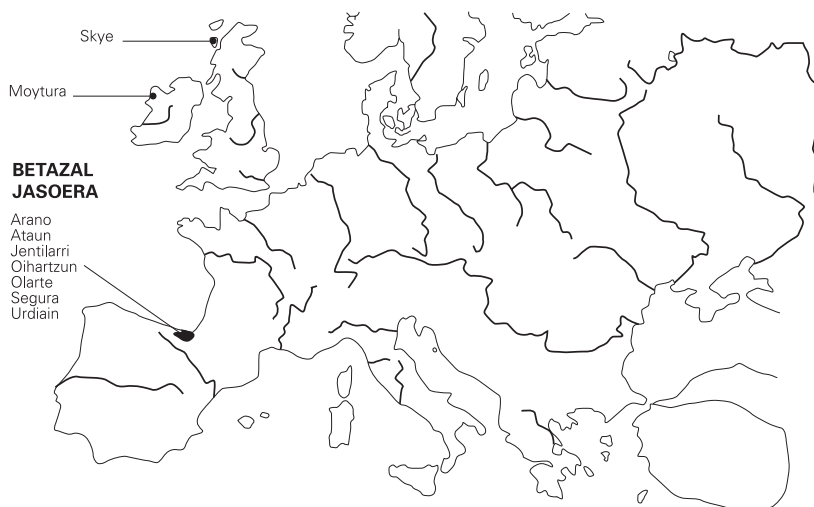 Skye
Moytura
BETAZAL
JASOERA
Arano
Ataun
Jentilarri
Oihartzun
Olarte
Segura
Urdiain